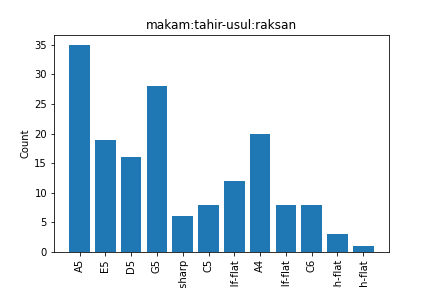 makam:tahir-usul:raksan
Count
35
30
25
20
15
10
5
0
A5
E5
D5
G5
sharp
C5
lf-flat
A4
lf-flat
C6
h-flat
h-flat